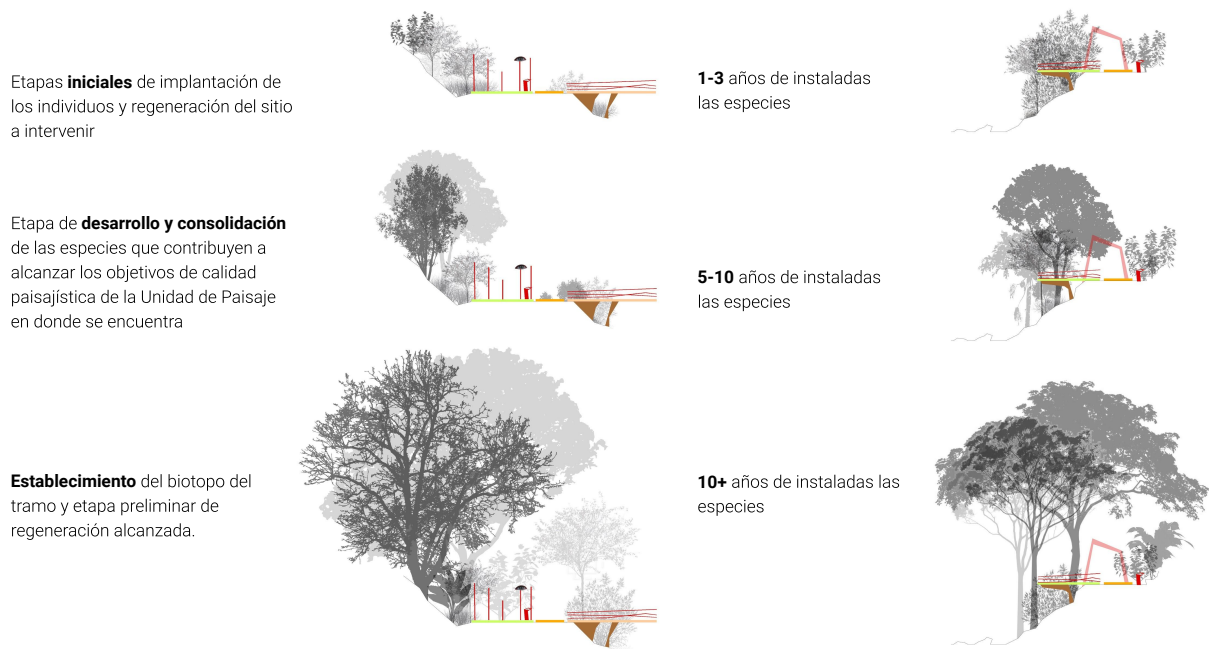 Etapas iniciales de implantación de
los individuos y regeneración del sitio
a intervenir
1-3 años de instaladas
las especies
Etapa de desarrollo y consolidación
de las especies que contribuyen a
alcanzar los objetivos de calidad
paisajística de la Unidad de Paisaje
en donde se encuentra
5-10 años de instaladas
las especies
Establecimiento del biotopo del
tramo y etapa preliminar de
regeneración alcanzada.
10+ años de instaladas las
especies